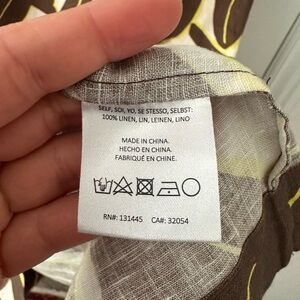 SELF, SOI, YO, SE STESSO, SELBST:
100% LINEN, LIN, LEINEN, LINO
MADE IN CHINA.
HECHO EN CHINA.
FABRIQUÉ EN CHINE.
RN#: 131445 CA#: 32054